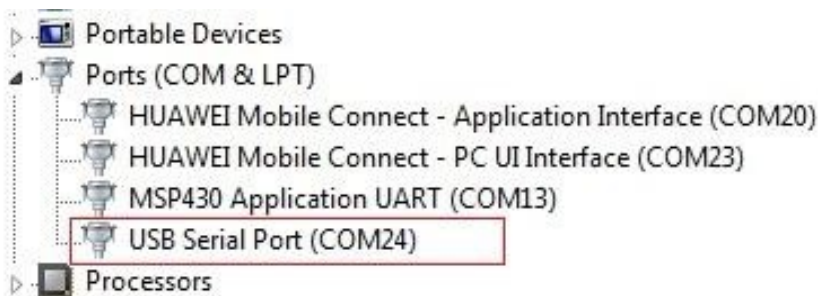 Portable Devices
Ports (COM & LPT)
HUAWEI Mobile Connect - Application Interface (COM20)
HUAWEI Mobile Connect - PC UI Interface (COM23)
MSP430 Application UART (COM13)
USB Serial Port (COM24)
Processors